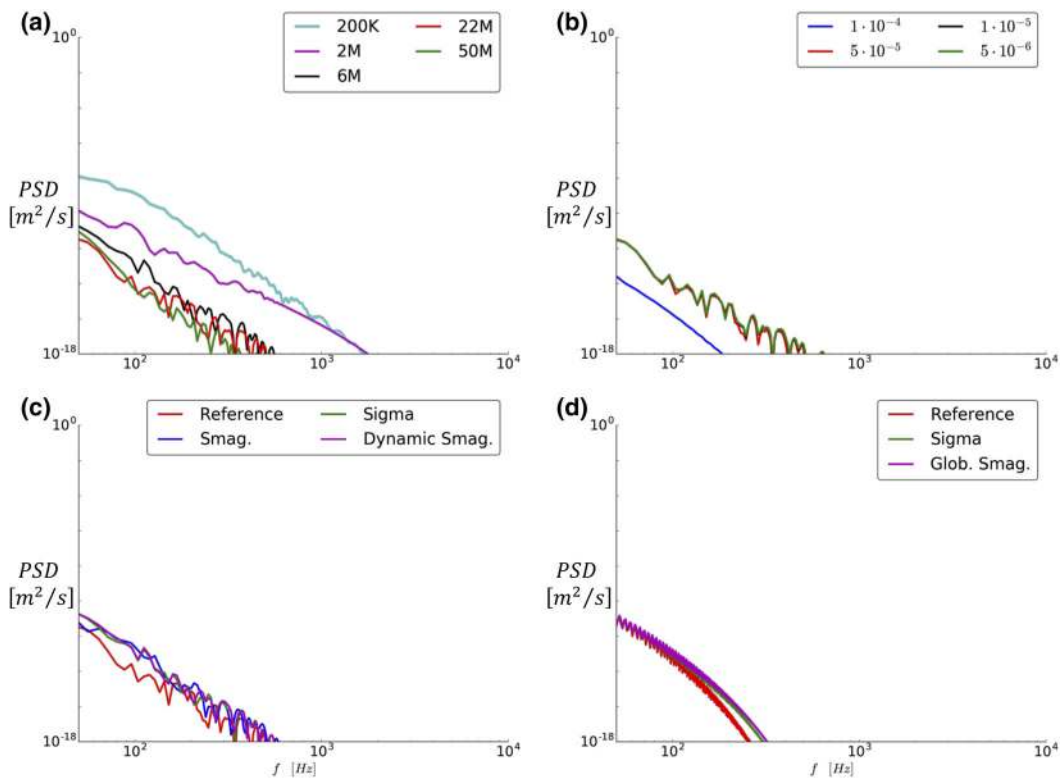 (a)
200K 22M
2M 50M
6M
10^0
PSD
[m^2/s]
10^-18
10^2 10^3 10^4
(b)
1 · 10^-4 1 · 10^-5
5 · 10^-5 5 · 10^-6
10^0
PSD
[m^2/s]
10^-18
10^2 10^3 10^4
(c)
Reference Sigma
Smag. Dynamic Smag.
10^0
PSD
[m^2/s]
10^-18
10^2 10^3 10^4
f [Hz]
(d)
Reference
Sigma
Glob. Smag.
10^0
PSD
[m^2/s]
10^-18
10^2 10^3 10^4
f [Hz]